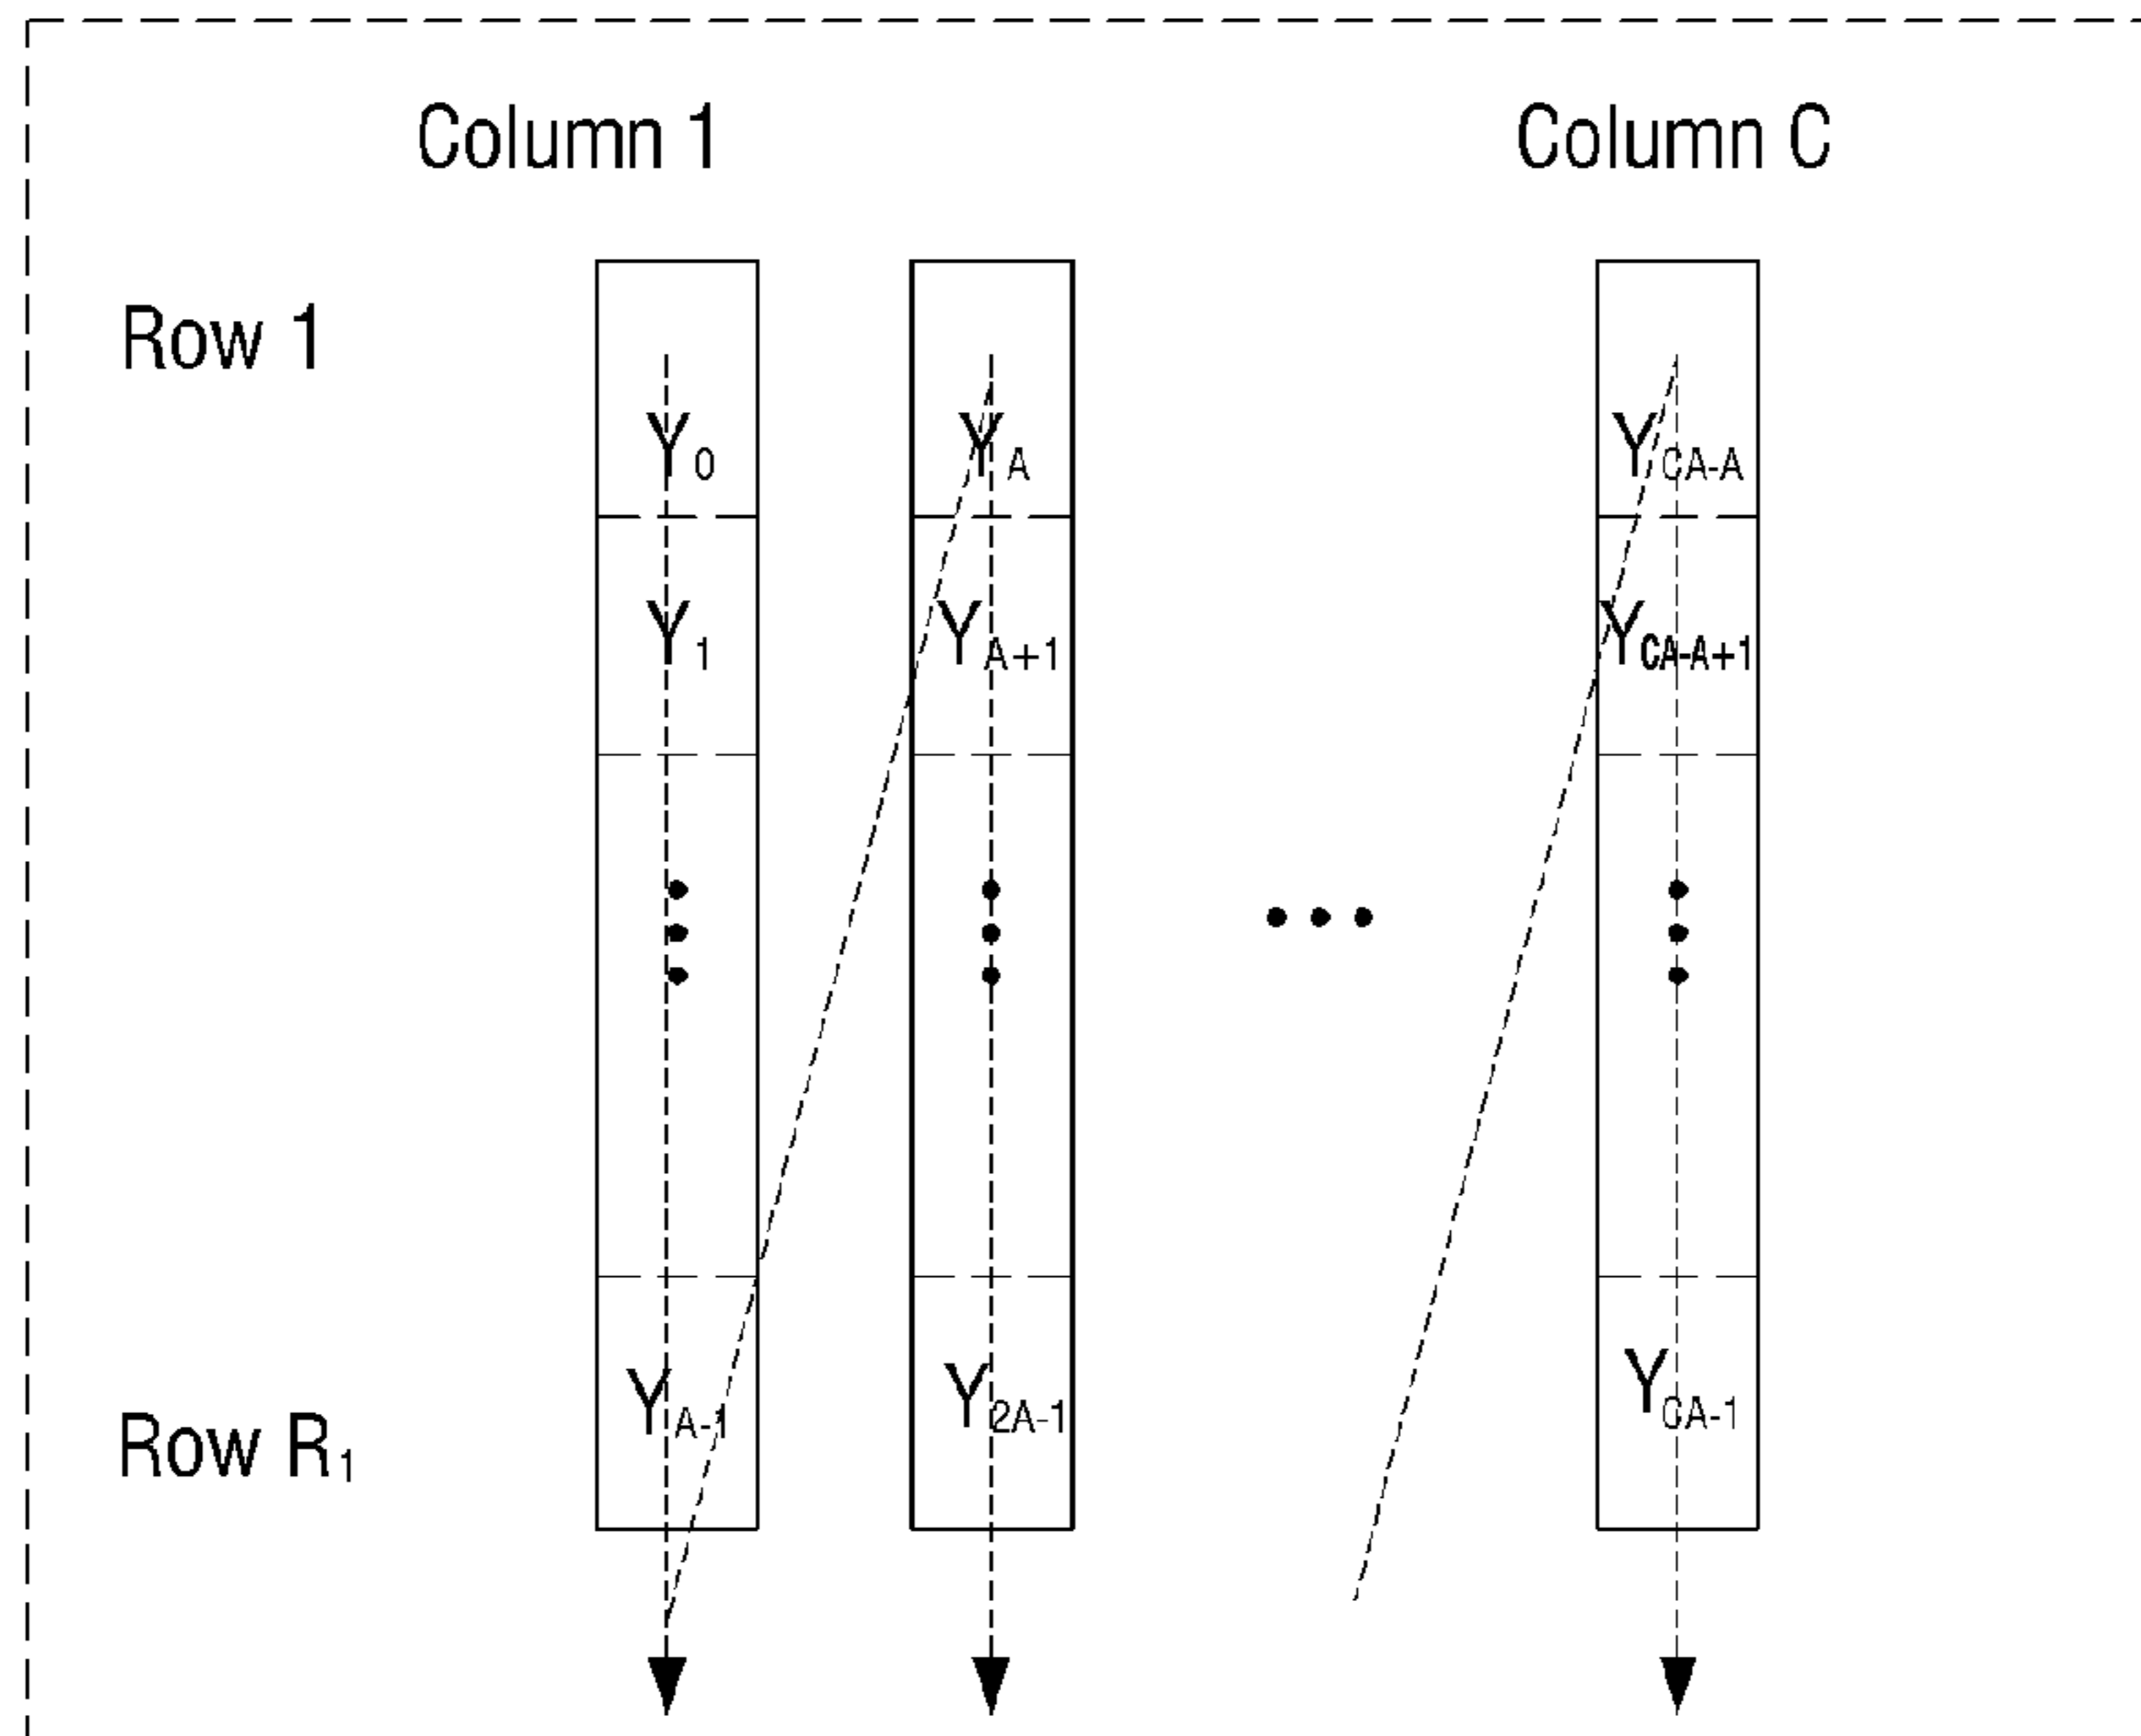 Column 1 Column C
Row 1
Y0 YA YCA-A
Y1 YA+1 YCA-A+1
Row R1 YA-1 Y2A-1 YCA-1